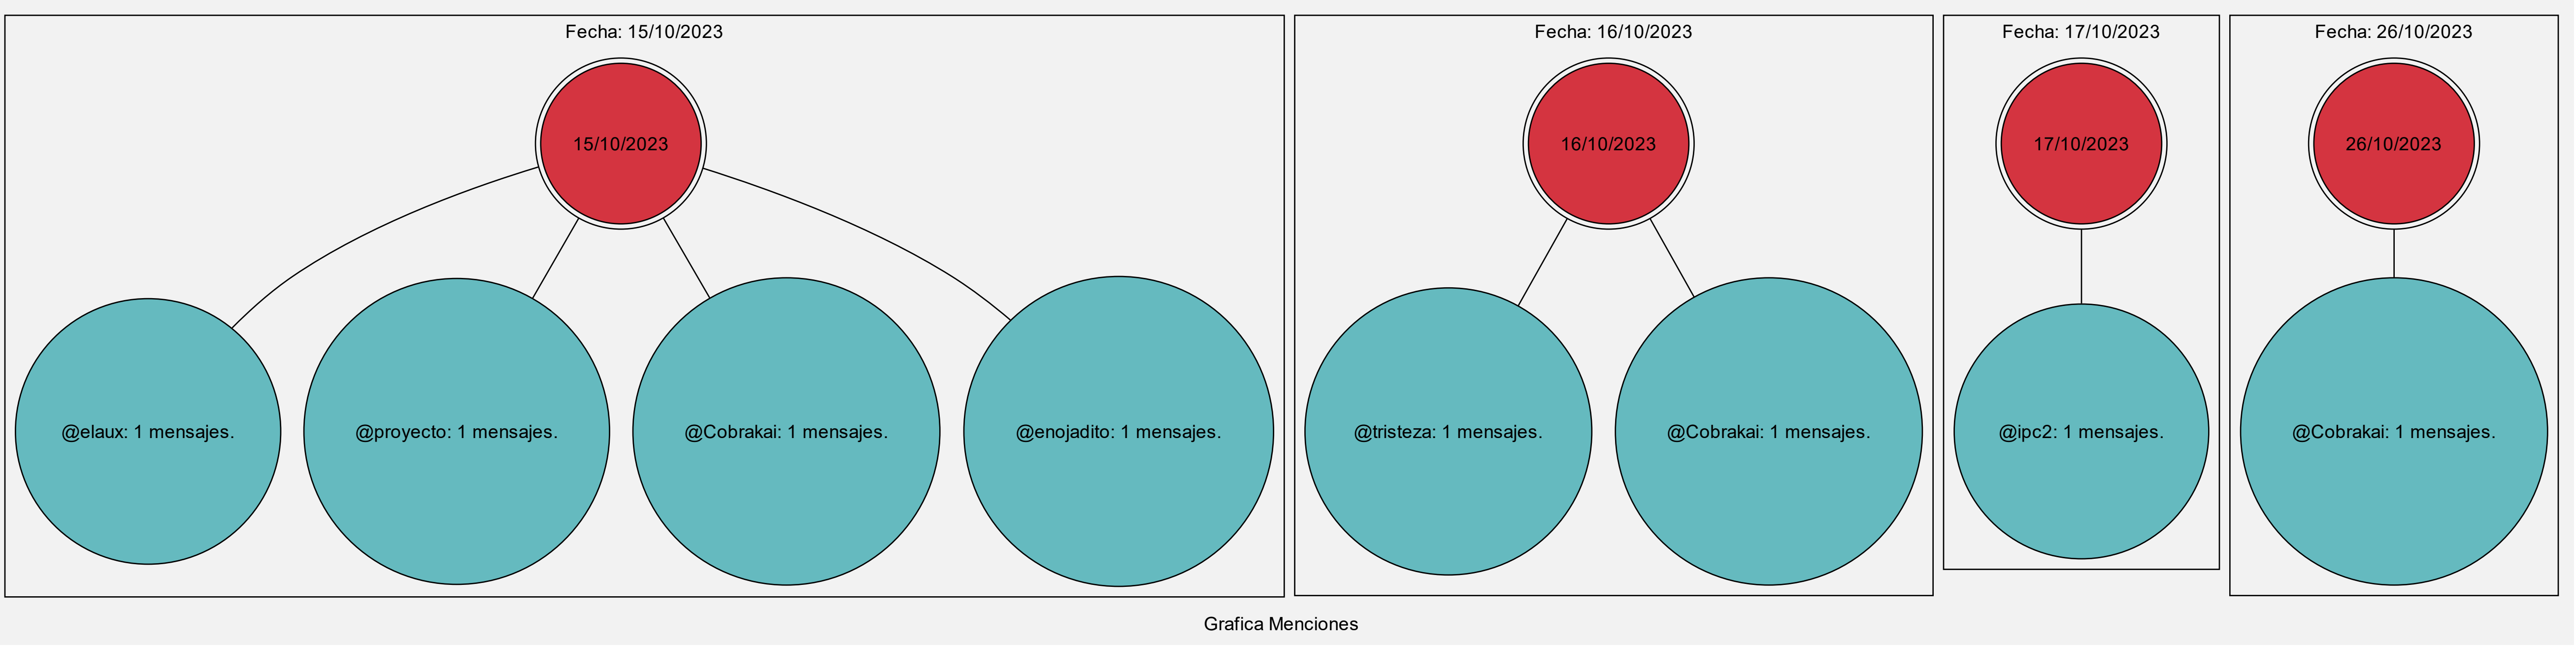 Fecha: 15/10/2023
15/10/2023
@elaux: 1 mensajes.
@proyecto: 1 mensajes.
@Cobrakai: 1 mensajes.
@enojadito: 1 mensajes.
Fecha: 16/10/2023
16/10/2023
@tristeza: 1 mensajes.
@Cobrakai: 1 mensajes.
Fecha: 17/10/2023
17/10/2023
@ipc2: 1 mensajes.
Fecha: 26/10/2023
26/10/2023
@Cobrakai: 1 mensajes.
Grafica Menciones